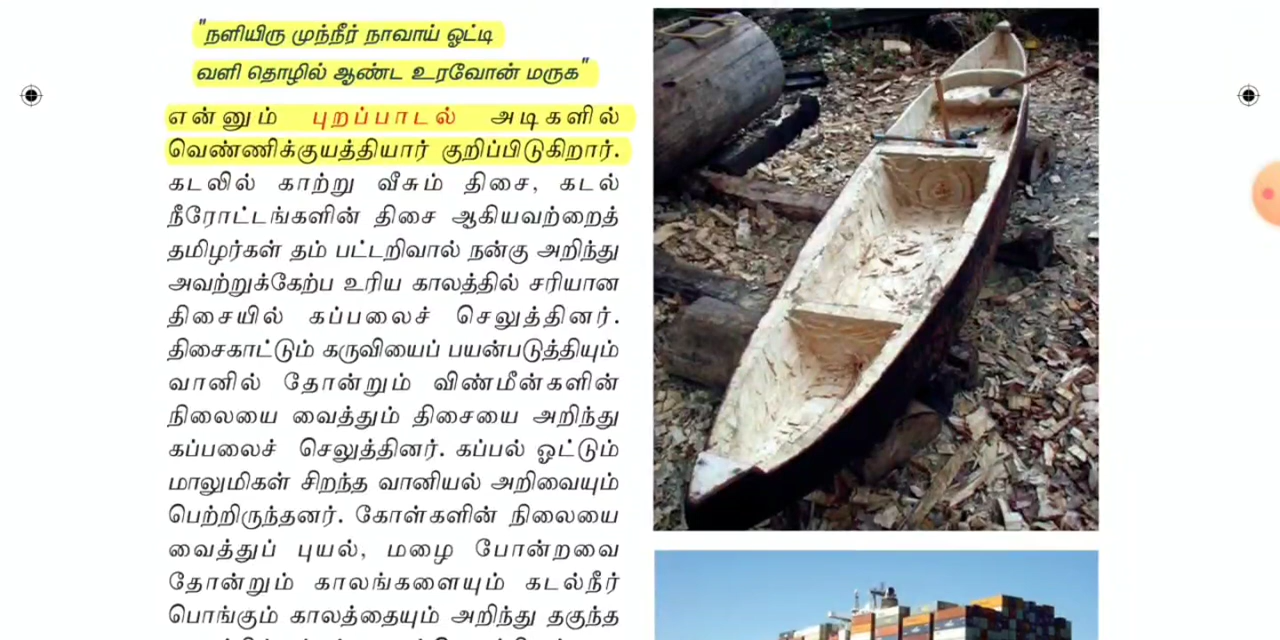 "நளியிரு முந்நீர் நாவாய் ஓட்டி
வளி தொழில் ஆண்ட உரவோன் மருக"
என்னும் புறப்பாடல் அடிகளில்
வெண்ணிக்குயத்தியார் குறிப்பிடுகிறார்.
கடலில் காற்று வீசும் திசை, கடல்
நீரோட்டங்களின் திசை ஆகியவற்றைத்
தமிழர்கள் தம் பட்டறிவால் நன்கு அறிந்து
அவற்றுக்கேற்ப உரிய காலத்தில் சரியான
திசையில் கப்பலைச் செலுத்தினர்.
திசைகாட்டும் கருவியைப் பயன்படுத்தியும்
வானில் தோன்றும் விண்மீன்களின்
நிலையை வைத்தும் திசையை அறிந்து
கப்பலைச் செலுத்தினர். கப்பல் ஓட்டும்
மாலுமிகள் சிறந்த வானியல் அறிவையும்
பெற்றிருந்தனர். கோள்களின் நிலையை
வைத்துப் புயல், மழை போன்றவை
தோன்றும் காலங்களையும் கடல்நீர்
பொங்கும் காலத்தையும் அறிந்து தகுந்த